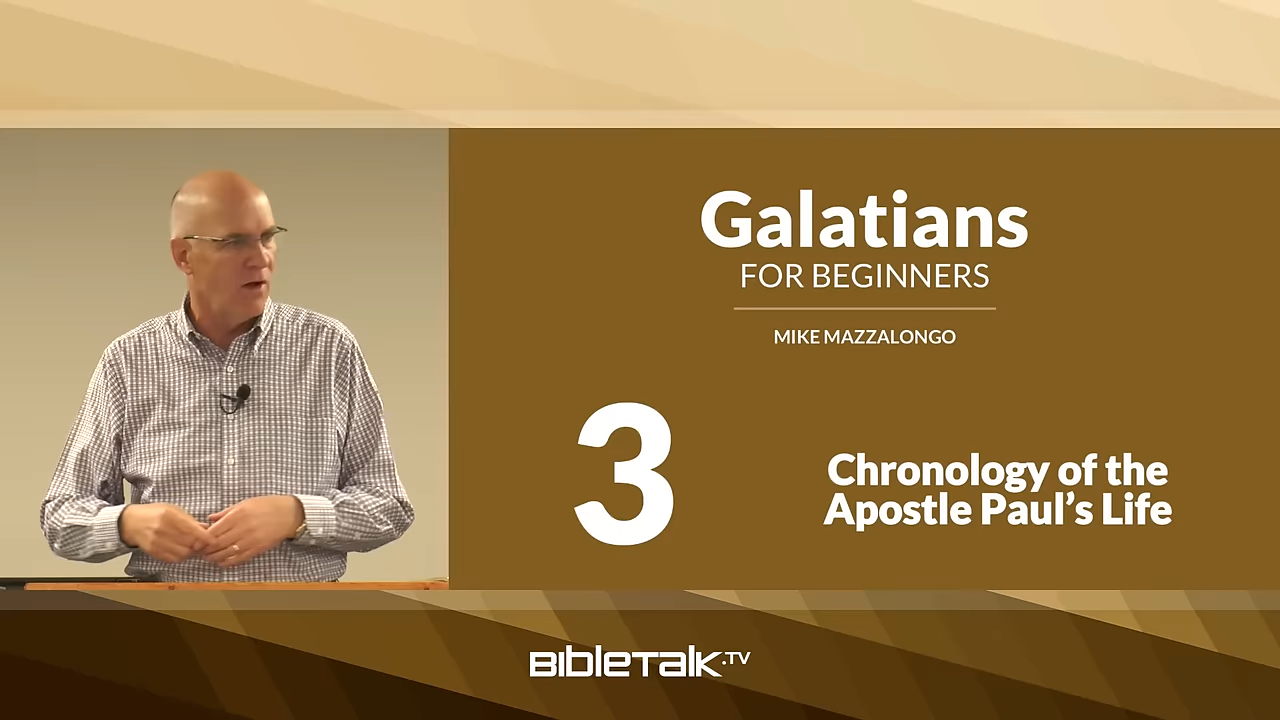 Galatians
FOR BEGINNERS
MIKE MAZZALONGO
3
Chronology of the
Apostle Paul’s Life
BIBLETALK.TV